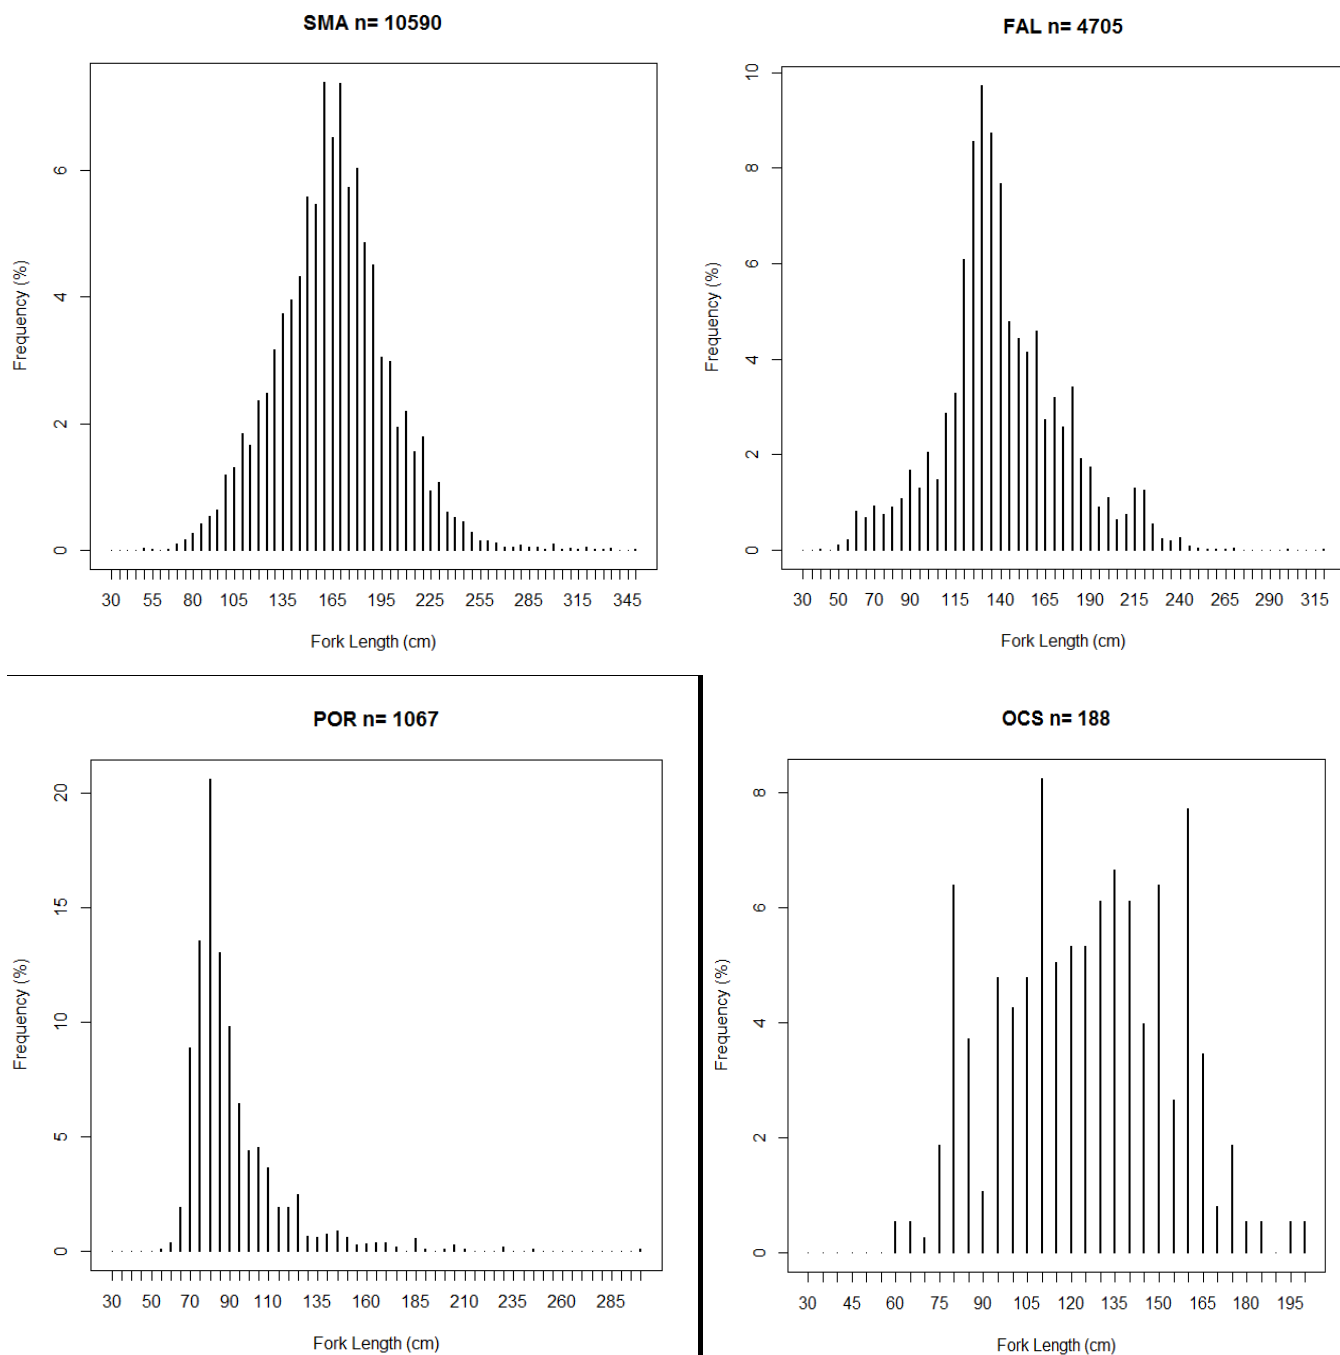 SMA n= 10590
Frequency (%)
0 2 4 6
30 55 80 105 135 165 195 225 255 285 315 345
Fork Length (cm)
FAL n= 4705
Frequency (%)
0 2 4 6 8 10
30 50 70 90 115 140 165 190 215 240 265 290 315
Fork Length (cm)
POR n= 1067
Frequency (%)
0 5 10 15 20
30 50 70 90 110 135 160 185 210 235 260 285
Fork Length (cm)
OCS n= 188
Frequency (%)
0 2 4 6 8
30 45 60 75 90 105 120 135 150 165 180 195
Fork Length (cm)